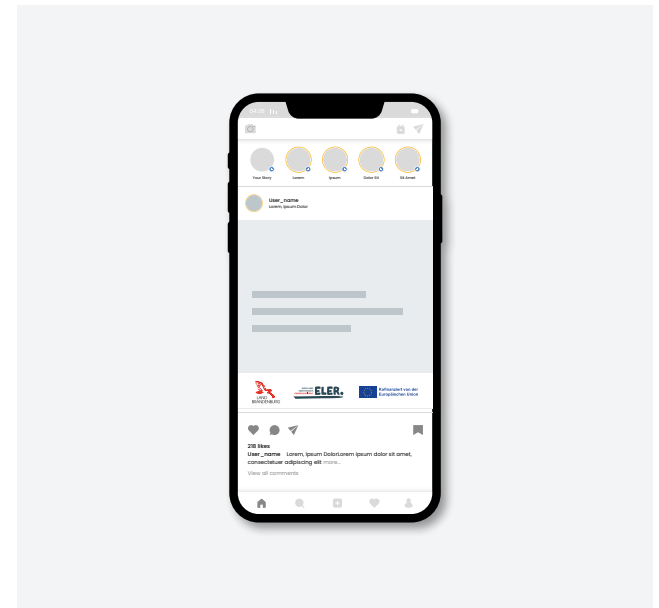 Your Story
Lorem
Ipsum
Dolor Sit
Sit Amet
User_name
Lorem, Ipsum Dolor
LAND
BRANDENBURG
ELER.
Kofinanziert von der
Europäischen Union
218 likes
User_name Lorem, Ipsum DolorLorem ipsum dolor sit amet,
consectetuer adipiscing elit more...
View all comments